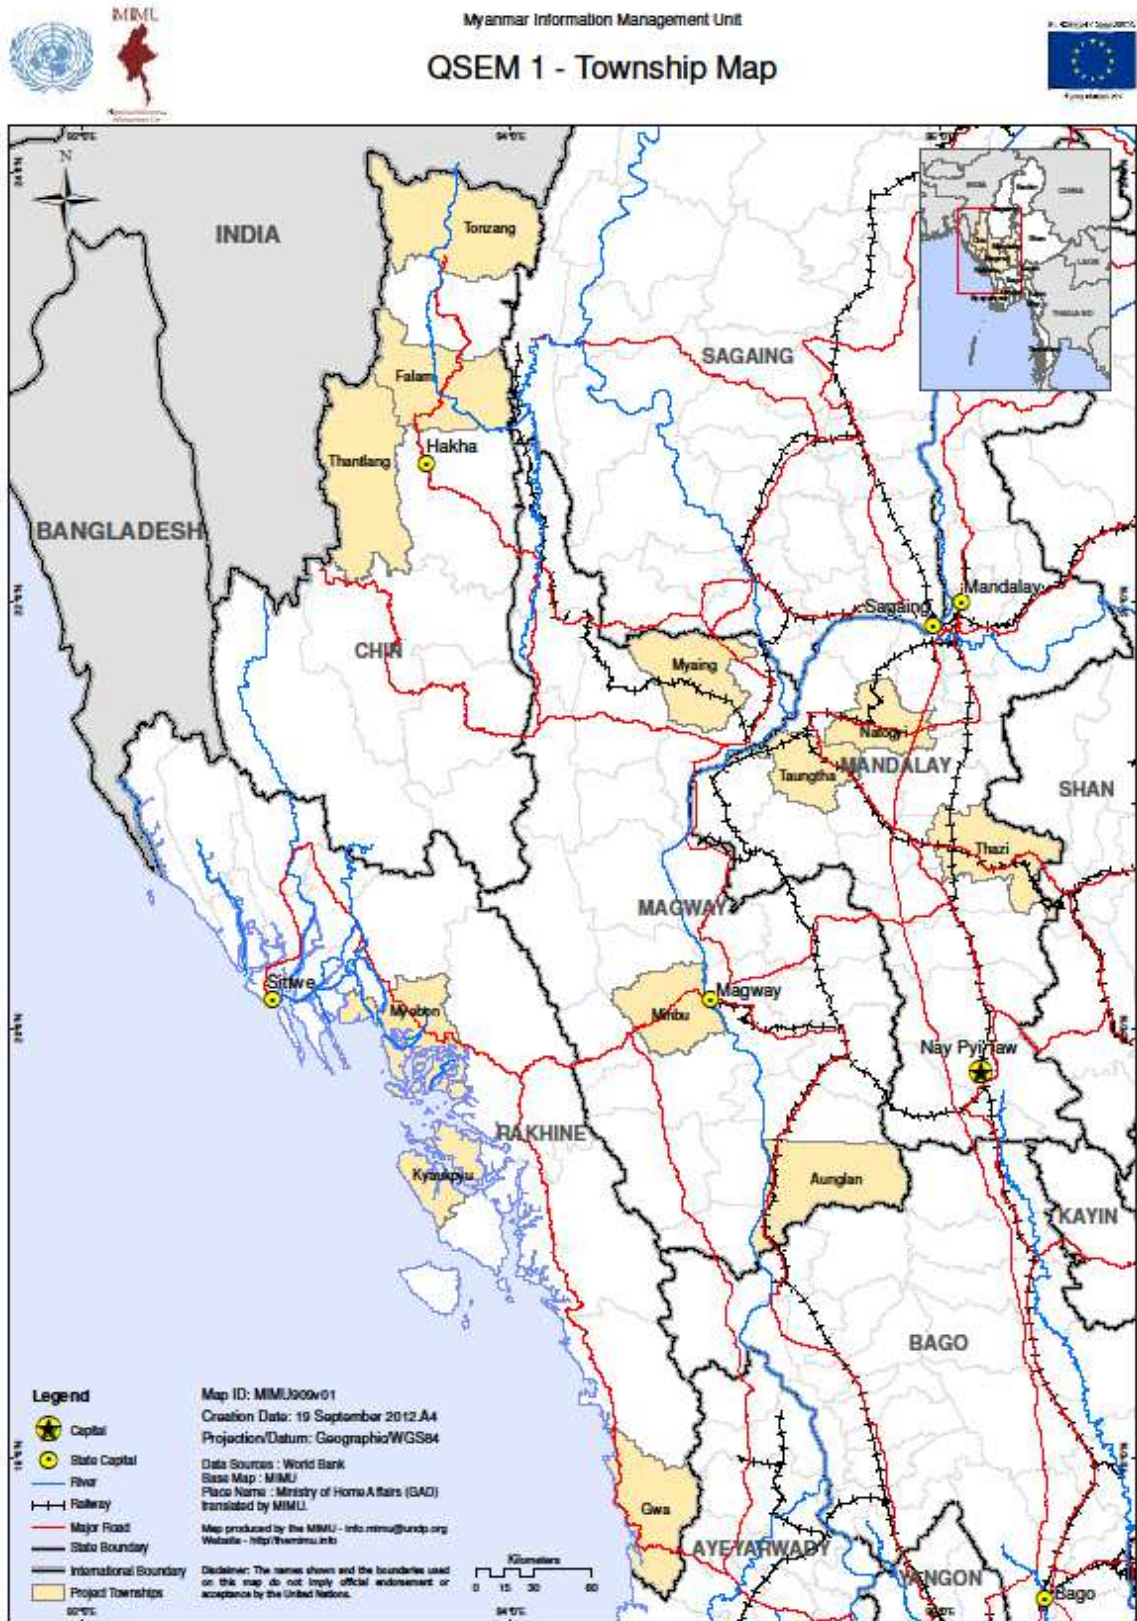 MIMU
Myanmar Information Management Unit
QSEM 1 - Township Map
N
INDIA
Tonzang
CHINA
INDIA
LAOS
THAILAND
SAGAING
Falam
Hakha
Thantlang
BANGLADESH
Mandalay
Sagaing
CHIN
Myaing
Natogyi
Taungtha
MANDALAY
SHAN
Thazi
MAGWAY
Sittwe
Myebon
Minbu
Magway
Nay Pyi Taw
RAKHINE
Kyaukpyu
Aunglan
KAYIN
BAGO
Gwa
AYEYARWADY
YANGON
Bago
Legend
Capital
State Capital
River
Railway
Major Road
State Boundary
International Boundary
Project Townships
Map ID: MIMU909v01
Creation Date: 19 September 2012.A4
Projection/Datum: Geographic/WGS84
Data Sources : World Bank
Base Map : MIMU
Place Name : Ministry of Home Affairs (GAD)
translated by MIMU.
Map produced by the MIMU - info.mimu@undp.org
Website - http://themimu.info
Disclaimer: The names shown and the boundaries used
on this map do not imply official endorsement or
acceptance by the United Nations.
Kilometers
0 15 30 60